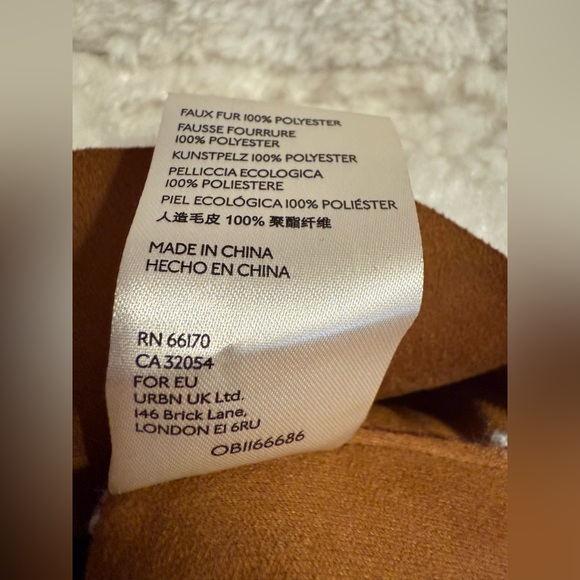 FAUX FUR 100% POLYESTER
FAUSSE FOURRURE
100% POLYESTER
KUNSTPELZ 100% POLYESTER
PELLICCIA ECOLOGICA
100% POLIESTERE
PIEL ECOLÓGICA 100% POLIÉSTER
人造毛皮 100% 聚酯纤维
MADE IN CHINA
HECHO EN CHINA
RN 66170
CA 32054
FOR EU
URBN UK Ltd.
146 Brick Lane,
LONDON E1 6RU
OB1166686